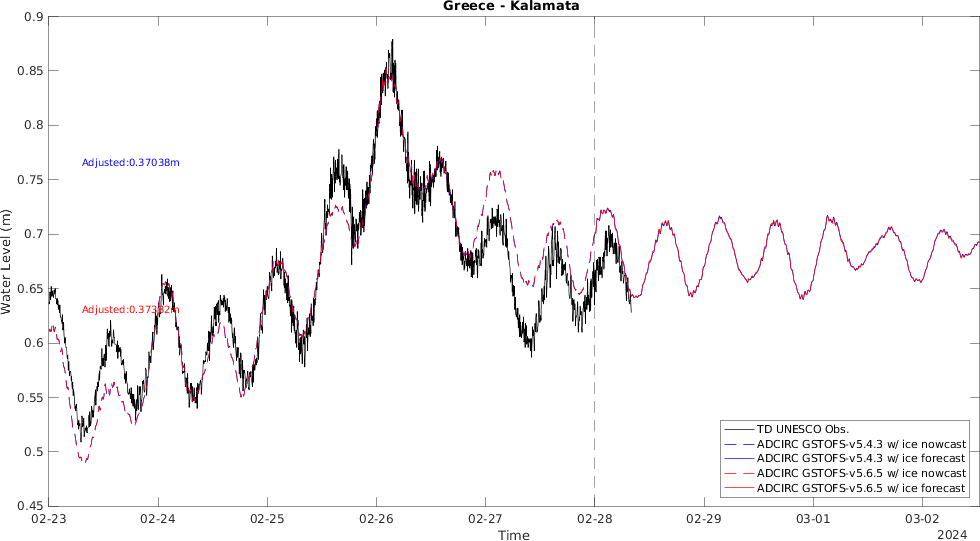 Greece - Kalamata
0.9
0.85
0.8
0.75
0.7
0.65
0.6
0.55
0.5
0.45
Water Level (m)
Adjusted:0.37038m
Adjusted:0.37332m
TD UNESCO Obs.
ADCIRC GSTOFS-v5.4.3 w/ ice nowcast
ADCIRC GSTOFS-v5.4.3 w/ ice forecast
ADCIRC GSTOFS-v5.6.5 w/ ice nowcast
ADCIRC GSTOFS-v5.6.5 w/ ice forecast
02-23 02-24 02-25 02-26 02-27 02-28 02-29 03-01 03-02
Time
2024